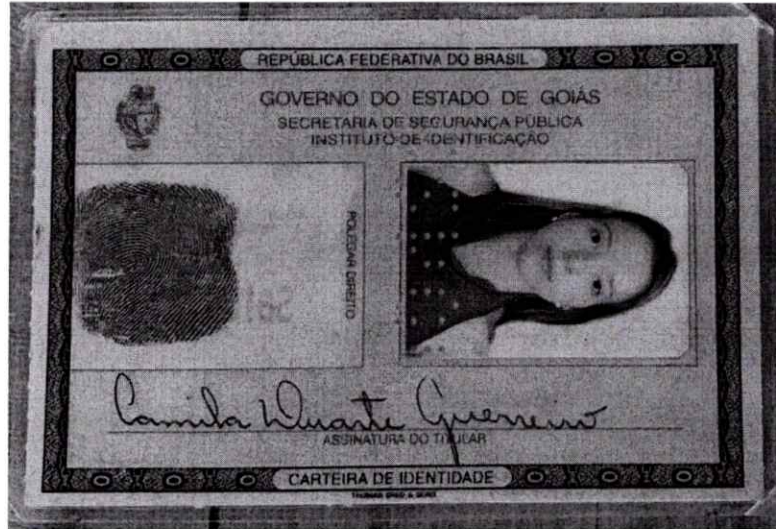 REPÚBLICA FEDERATIVA DO BRASIL
GOVERNO DO ESTADO DE GOIÁS
SECRETARIA DE SEGURANÇA PÚBLICA
INSTITUTO DE IDENTIFICAÇÃO
POLEGAR DIREITO
Camila Duarte Guerreiro
ASSINATURA DO TITULAR
CARTEIRA DE IDENTIDADE